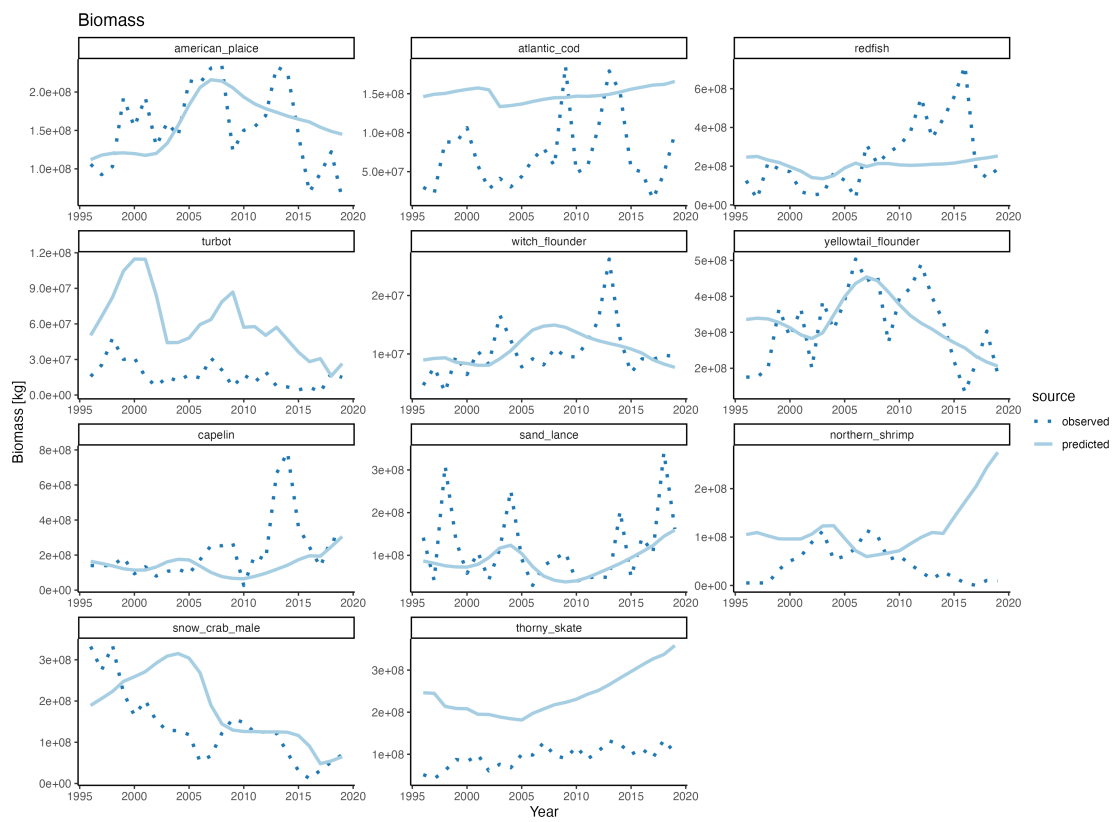 Biomass
american_plaice
atlantic_cod
redfish
2.0e+08
1.5e+08
1.0e+08
1995 2000 2005 2010 2015 2020
1.5e+08
1.0e+08
5.0e+07
1995 2000 2005 2010 2015 2020
6e+08
4e+08
2e+08
0e+00
1995 2000 2005 2010 2015 2020
turbot
witch_flounder
yellowtail_flounder
1.2e+08
9.0e+07
6.0e+07
3.0e+07
0.0e+00
1995 2000 2005 2010 2015 2020
2e+07
1e+07
1995 2000 2005 2010 2015 2020
5e+08
4e+08
3e+08
2e+08
1995 2000 2005 2010 2015 2020
Biomass [kg]
source
observed
predicted
capelin
sand_lance
northern_shrimp
8e+08
6e+08
4e+08
2e+08
0e+00
1995 2000 2005 2010 2015 2020
3e+08
2e+08
1e+08
1995 2000 2005 2010 2015 2020
2e+08
1e+08
0e+00
1995 2000 2005 2010 2015 2020
snow_crab_male
thorny_skate
3e+08
2e+08
1e+08
0e+00
1995 2000 2005 2010 2015 2020
3e+08
2e+08
1e+08
1995 2000 2005 2010 2015 2020
Year